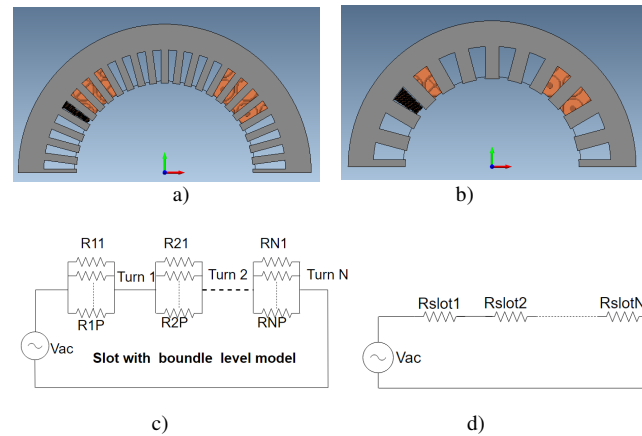 a)
b)
R11
R21
RN1
Turn 1
Turn 2
Turn N
R1P
R2P
RNP
Vac
Slot with boundle level model
c)
Rslot1
Rslot2
RslotN
Vac
d)